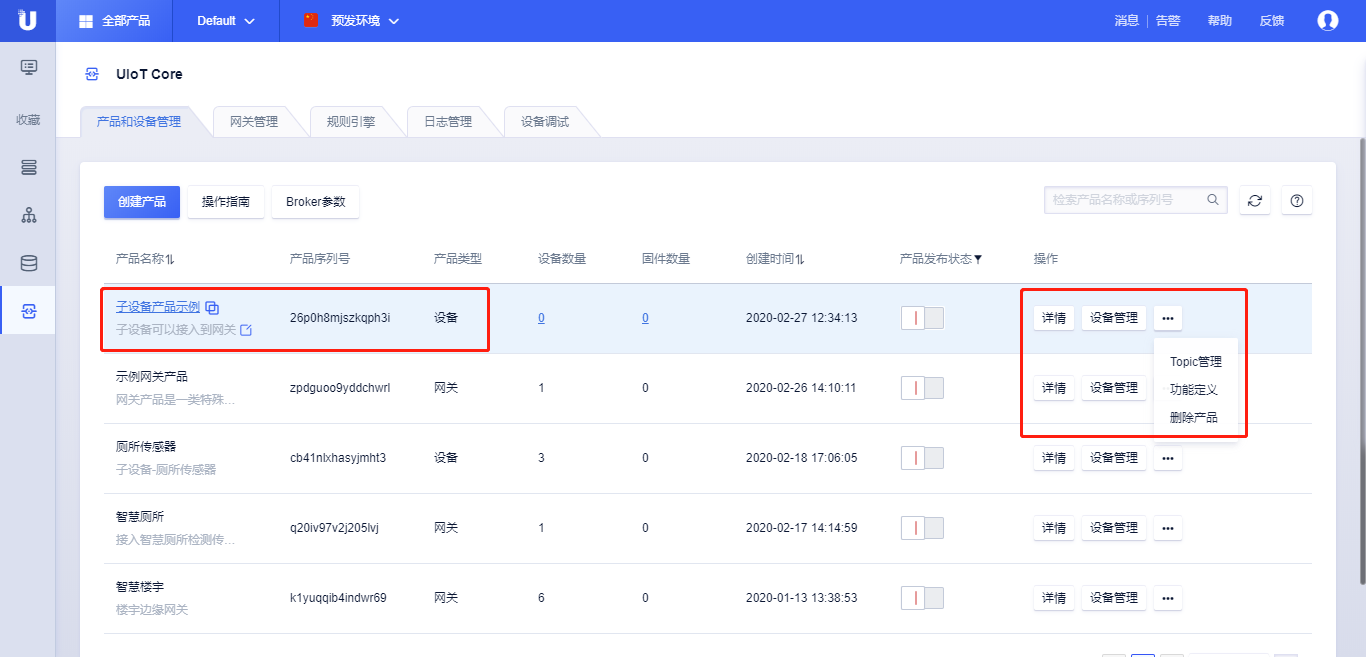 全部产品 Default 预发环境 消息 告警 帮助 反馈
UIoT Core
收藏
产品和设备管理 网关管理 规则引擎 日志管理 设备调试
创建产品 操作指南 Broker参数 检索产品名称或序列号
产品名称 产品序列号 产品类型 设备数量 固件数量 创建时间 产品发布状态 操作
子设备产品示例 26p0h8mjszkqph3i 设备 0 0 2020-02-27 12:34:13 详情 设备管理 •••
子设备可以接入到网关
Topic管理
功能定义
删除产品
示例网关产品 zpdguoo9yddchwrl 网关 1 0 2020-02-26 14:10:11 详情 设备管理
网关产品是一类特殊...
厕所传感器 cb41nlxhasyjmht3 设备 3 0 2020-02-18 17:06:05 详情 设备管理 •••
子设备-厕所传感器
智慧厕所 q20iv97v2j205lvj 网关 1 0 2020-02-17 14:14:59 详情 设备管理 •••
接入智慧厕所检测传...
智慧楼宇 k1yuqqib4indwr69 网关 6 0 2020-01-13 13:38:53 详情 设备管理 •••
楼宇边缘网关